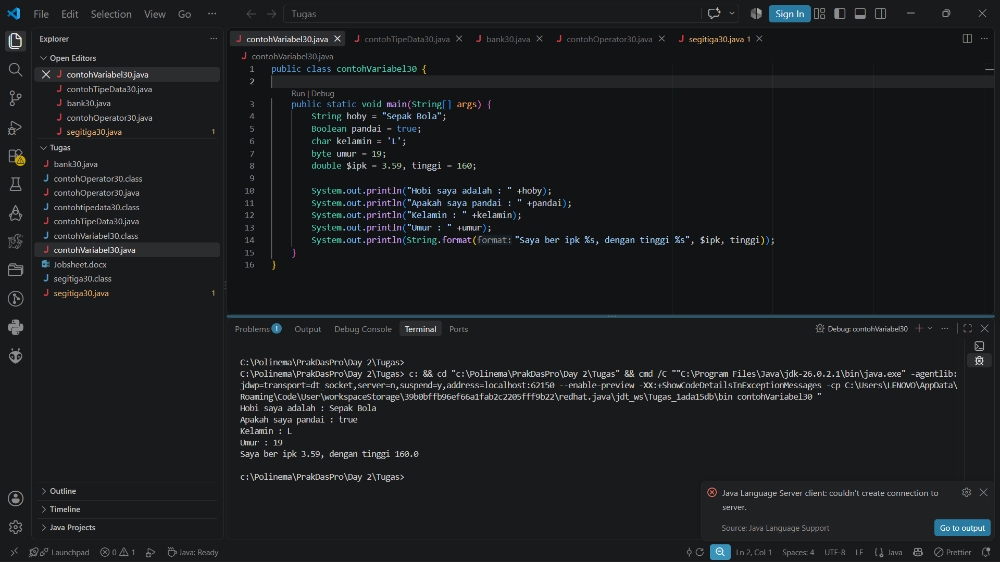 File Edit Selection View Go
Tugas
Sign In
Explorer
Open Editors
contohVariabel30.java
contohTipeData30.java
bank30.java
contohOperator30.java
segitiga30.java 1
Tugas
bank30.java
contohOperator30.class
contohOperator30.java
contohtipedata30.class
contohTipeData30.java
contohVariabel30.class
contohVariabel30.java
Jobsheet.docx
segitiga30.class
segitiga30.java 1
Outline
Timeline
Java Projects
contohVariabel30.java contohTipeData30.java bank30.java contohOperator30.java segitiga30.java 1
contohVariabel30.java
1 public class contohVariabel30 {
2
Run | Debug
3 public static void main(String[] args) {
4 String hoby = "Sepak Bola";
5 Boolean pandai = true;
6 char kelamin = 'L';
7 byte umur = 19;
8 double $ipk = 3.59, tinggi = 160;
9
10 System.out.println("Hobi saya adalah : " +hoby);
11 System.out.println("Apakah saya pandai : " +pandai);
12 System.out.println("Kelamin : " +kelamin);
13 System.out.println("Umur : " +umur);
14 System.out.println(String.format(format: "Saya ber ipk %s, dengan tinggi %s", $ipk, tinggi));
15 }
16 }
Problems 1 Output Debug Console Terminal Ports
Debug: contohVariabel30
C:\Polinema\PrakDasPro\Day 2\Tugas>
C:\Polinema\PrakDasPro\Day 2\Tugas> c: && cd "c:\Polinema\PrakDasPro\Day 2\Tugas" && cmd /C ""C:\Program Files\Java\jdk-26.0.2.1\bin\java.exe" -agentlib:
jdwp=transport=dt_socket,server=n,suspend=y,address=localhost:62150 --enable-preview -XX:+ShowCodeDetailsInExceptionMessages -cp C:\Users\LENOVO\AppData\
Roaming\Code\User\workspaceStorage\39b0bffb96ef66a1fab2c2205fff9b22\redhat.java\jdt_ws\Tugas_1ada15db\bin contohVariabel30 "
Hobi saya adalah : Sepak Bola
Apakah saya pandai : true
Kelamin : L
Umur : 19
Saya ber ipk 3.59, dengan tinggi 160.0
c:\Polinema\PrakDasPro\Day 2\Tugas>
Java Language Server client: couldn't create connection to
server.
Source: Java Language Support
Go to output
Launchpad 0 1 Java: Ready
Ln 2, Col 1 Spaces: 4 UTF-8 LF Java Prettier